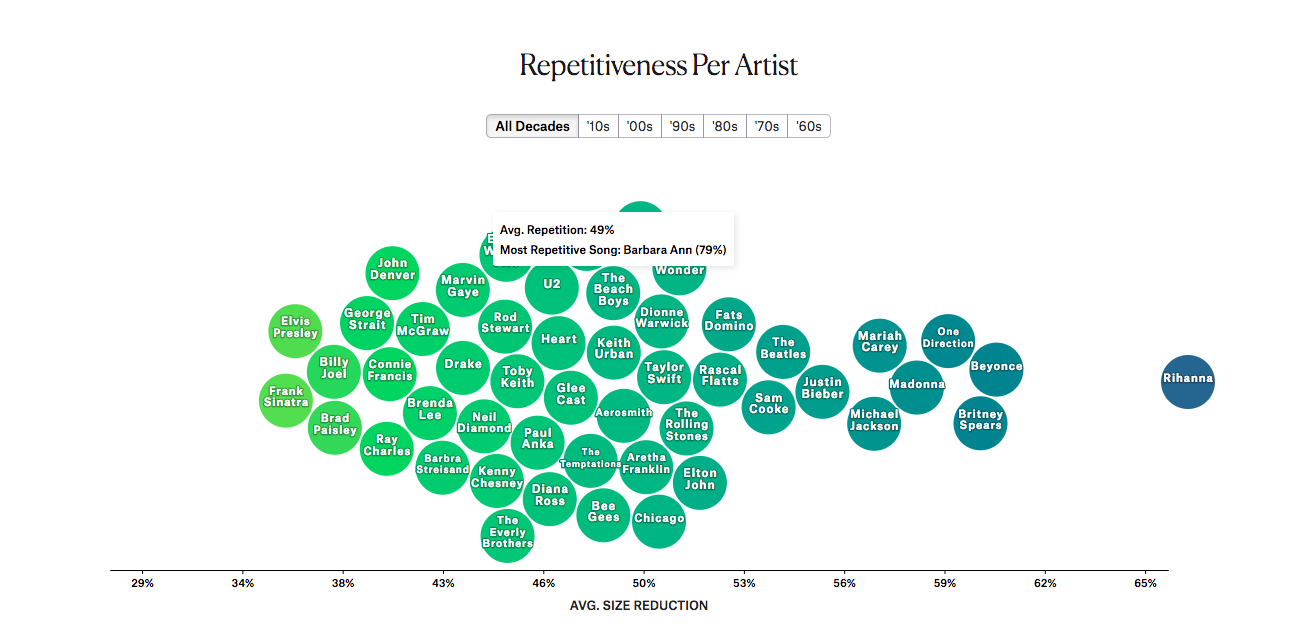 Repetitiveness Per Artist
All Decades
'10s
'00s
'90s
'80s
'70s
'60s
Avg. Repetition: 49%
Most Repetitive Song: Barbara Ann (79%)
Wonder
John
Denver
Marvin
Gaye
U2
The
Beach
Boys
Elvis
Presley
George
Strait
Tim
McGraw
Rod
Stewart
Dionne
Warwick
Fats
Domino
Heart
Keith
Urban
The
Beatles
Mariah
Carey
One
Direction
Billy
Joel
Connie
Francis
Drake
Toby
Keith
Taylor
Swift
Rascal
Flatts
Beyonce
Rihanna
Frank
Sinatra
Glee
Cast
Justin
Bieber
Madonna
Brad
Paisley
Brenda
Lee
Neil
Diamond
Aerosmith
The
Rolling
Stones
Sam
Cooke
Michael
Jackson
Britney
Spears
Ray
Charles
Paul
Anka
Barbra
Streisand
Kenny
Chesney
The
Temptations
Aretha
Franklin
Elton
John
Diana
Ross
Bee
Gees
Chicago
The
Everly
Brothers
29%
34%
38%
43%
46%
50%
53%
56%
59%
62%
65%
AVG. SIZE REDUCTION